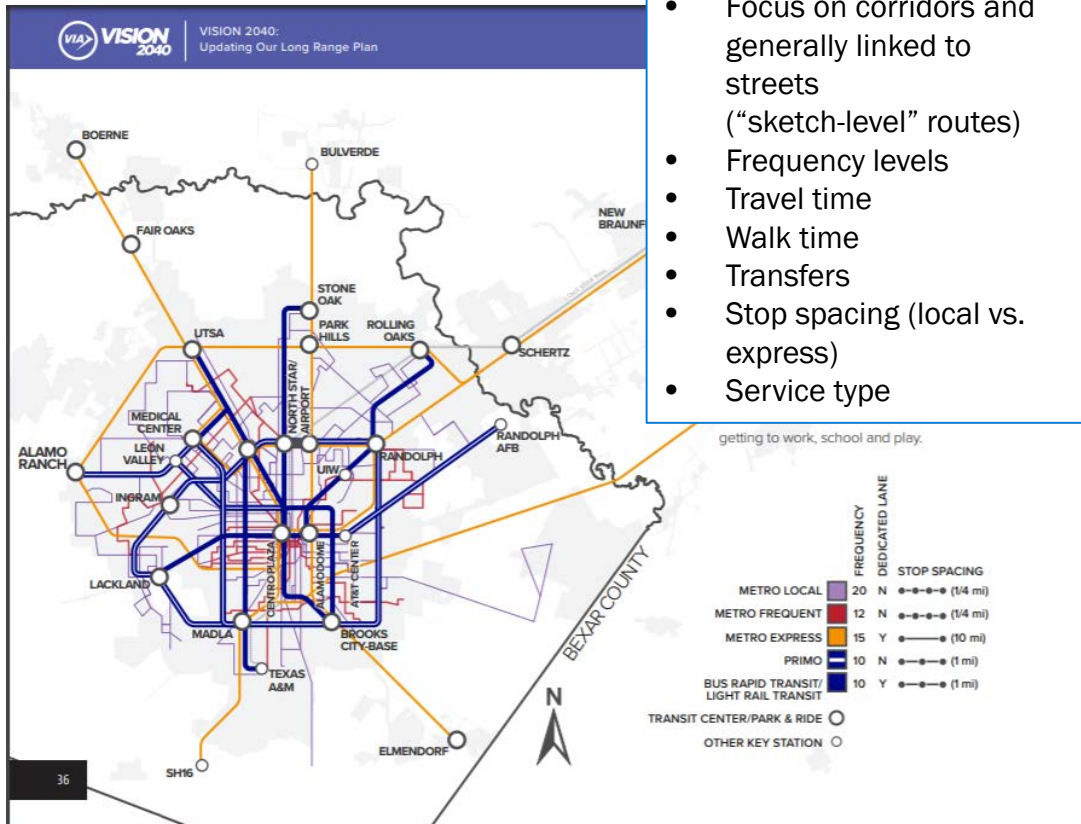 VIA VISION 2040
VISION 2040:
Updating Our Long Range Plan
• Focus on corridors and
generally linked to
streets
(“sketch-level” routes)
• Frequency levels
• Travel time
• Walk time
• Transfers
• Stop spacing (local vs.
express)
• Service type
BOERNE
BULVERDE
NEW
FAIR OAKS
STONE
OAK
PARK
HILLS
ROLLING
OAKS
UTSA
SCHERTZ
NORTH STAR/
AIRPORT
MEDICAL
CENTER
LEON
VALLEY
ALAMO
RANCH
RANDOLPH
RANDOLPH
AFB
UIW
INGRAM
LACKLAND
CENTRO PLAZA
ALAMODOME
AT&T CENTER
MADLA
BROOKS
CITY-BASE
TEXAS
A&M
SH16
ELMENDORF
BEXAR COUNTY
N
getting to work, school and play.
FREQUENCY
DEDICATED LANE
STOP SPACING
METRO LOCAL 20 N (1/4 mi)
METRO FREQUENT 12 N (1/4 mi)
METRO EXPRESS 15 Y (10 mi)
PRIMO 10 N (1 mi)
BUS RAPID TRANSIT/
LIGHT RAIL TRANSIT 10 Y (1 mi)
TRANSIT CENTER/PARK & RIDE
OTHER KEY STATION
36